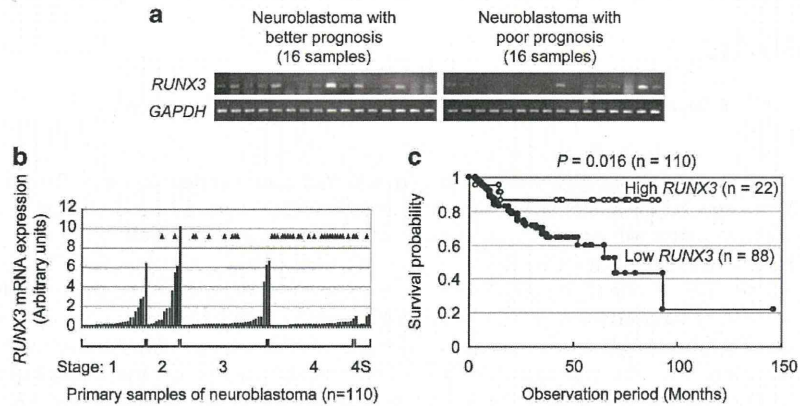 a
Neuroblastoma with
better prognosis
(16 samples)
Neuroblastoma with
poor prognosis
(16 samples)
RUNX3
GAPDH
b
RUNX3 mRNA expression
(Arbitrary units)
12
10
8
6
4
2
0
Stage: 1
2
3
4
4S
Primary samples of neuroblastoma (n=110)
c
P = 0.016 (n = 110)
High RUNX3 (n = 22)
Low RUNX3 (n = 88)
Survival probability
1
0.8
0.6
0.4
0.2
0
0
50
100
150
Observation period (Months)